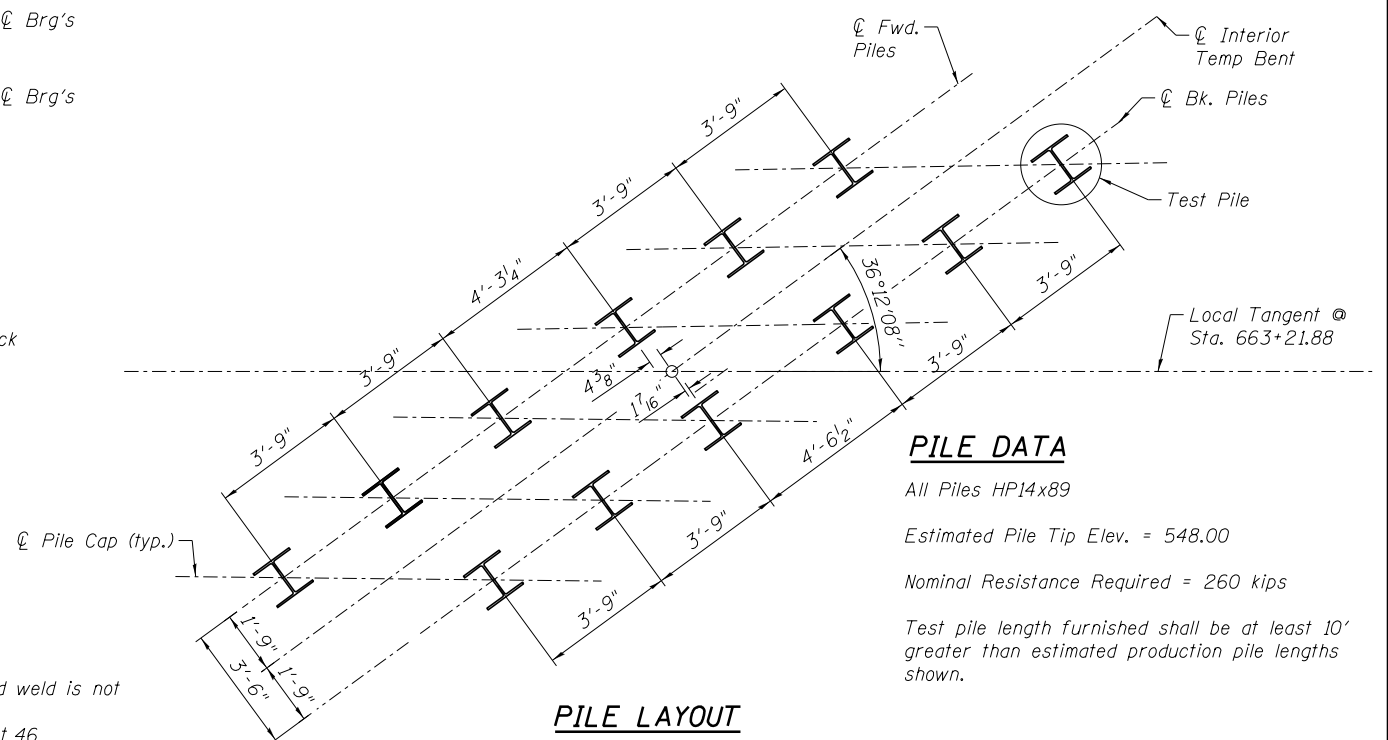 ℄ Brg's
℄ Brg's
ck
d weld is not
t 46
℄ Fwd.
Piles
℄ Interior
Temp Bent
℄ Bk. Piles
Test Pile
Local Tangent @
Sta. 663+21.88
36°12'08"
3'-9"
3'-9"
4'-3¼"
3'-9"
3'-9"
4⅜"
1 7/16"
3'-9"
3'-9"
4'-6½"
3'-9"
3'-9"
℄ Pile Cap (typ.)
1'-9"
1'-9"
3'-6"
PILE LAYOUT
PILE DATA
All Piles HP14x89
Estimated Pile Tip Elev. = 548.00
Nominal Resistance Required = 260 kips
Test pile length furnished shall be at least 10'
greater than estimated production pile lengths
shown.